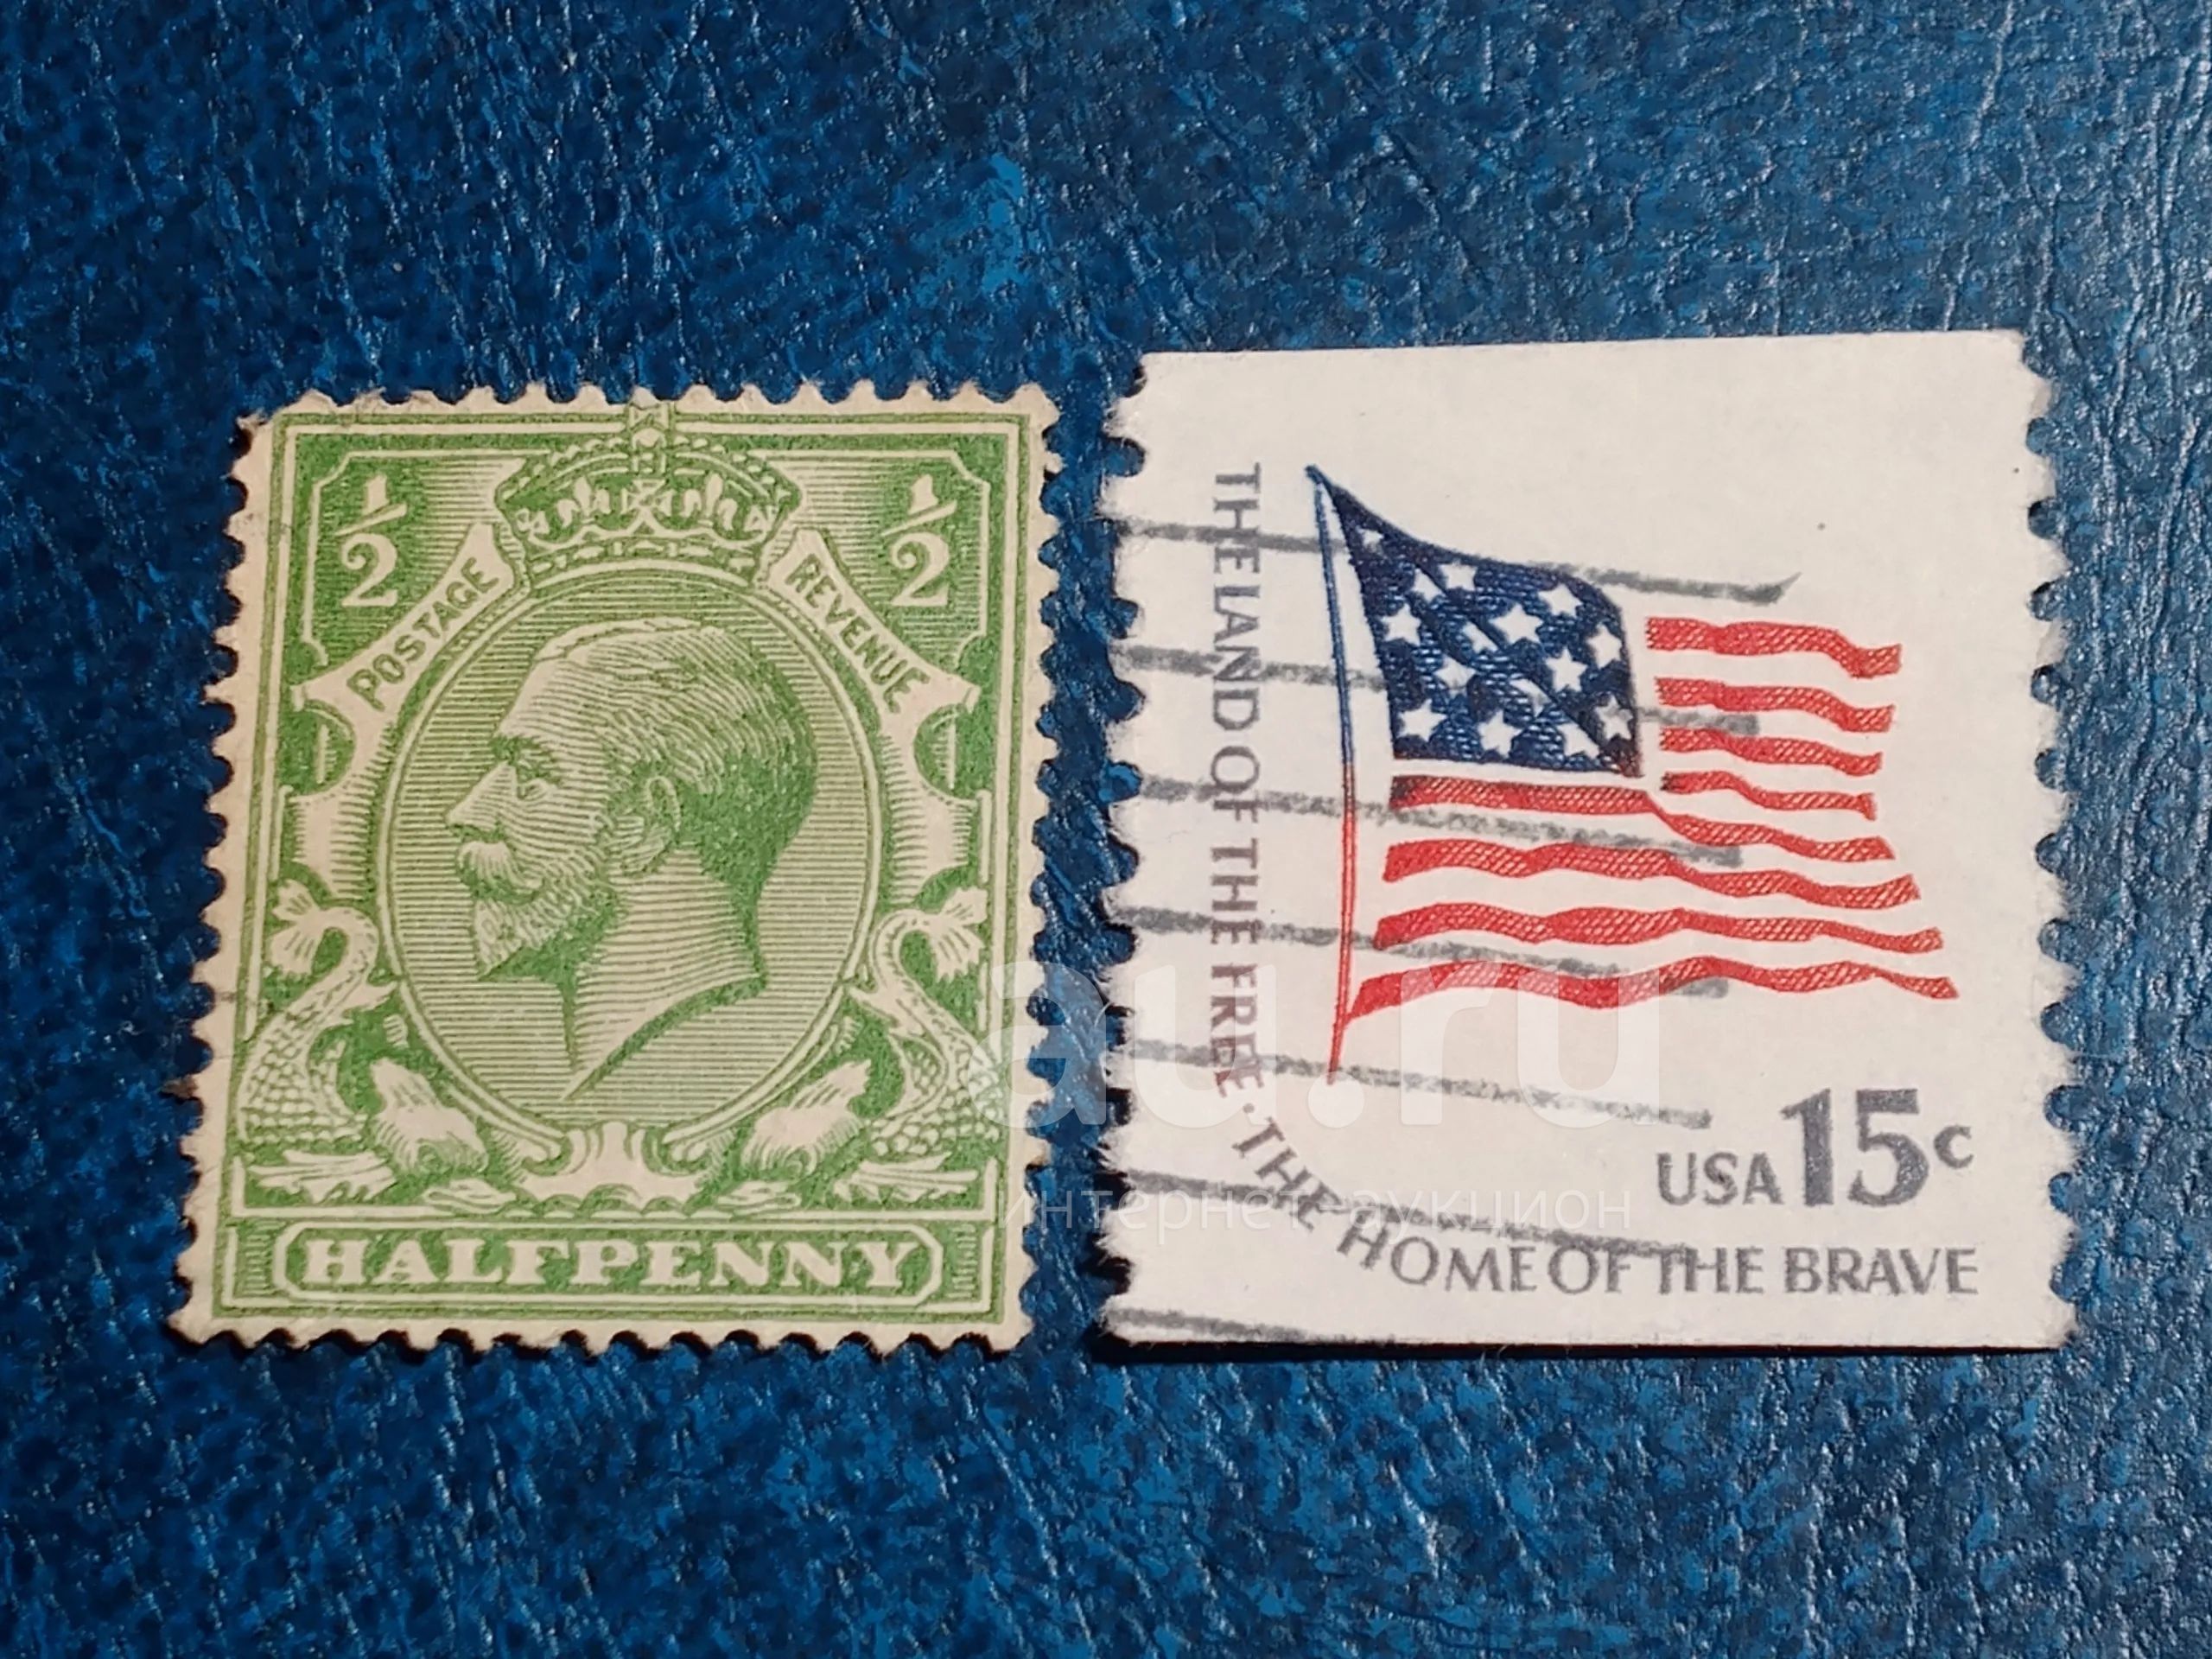 1/2
1/2
POSTAGE
REVENUE
HALFPENNY
THE LAND OF THE FREE · THE HOME OF THE BRAVE
USA 15c
au.ru
интернет-аукцион